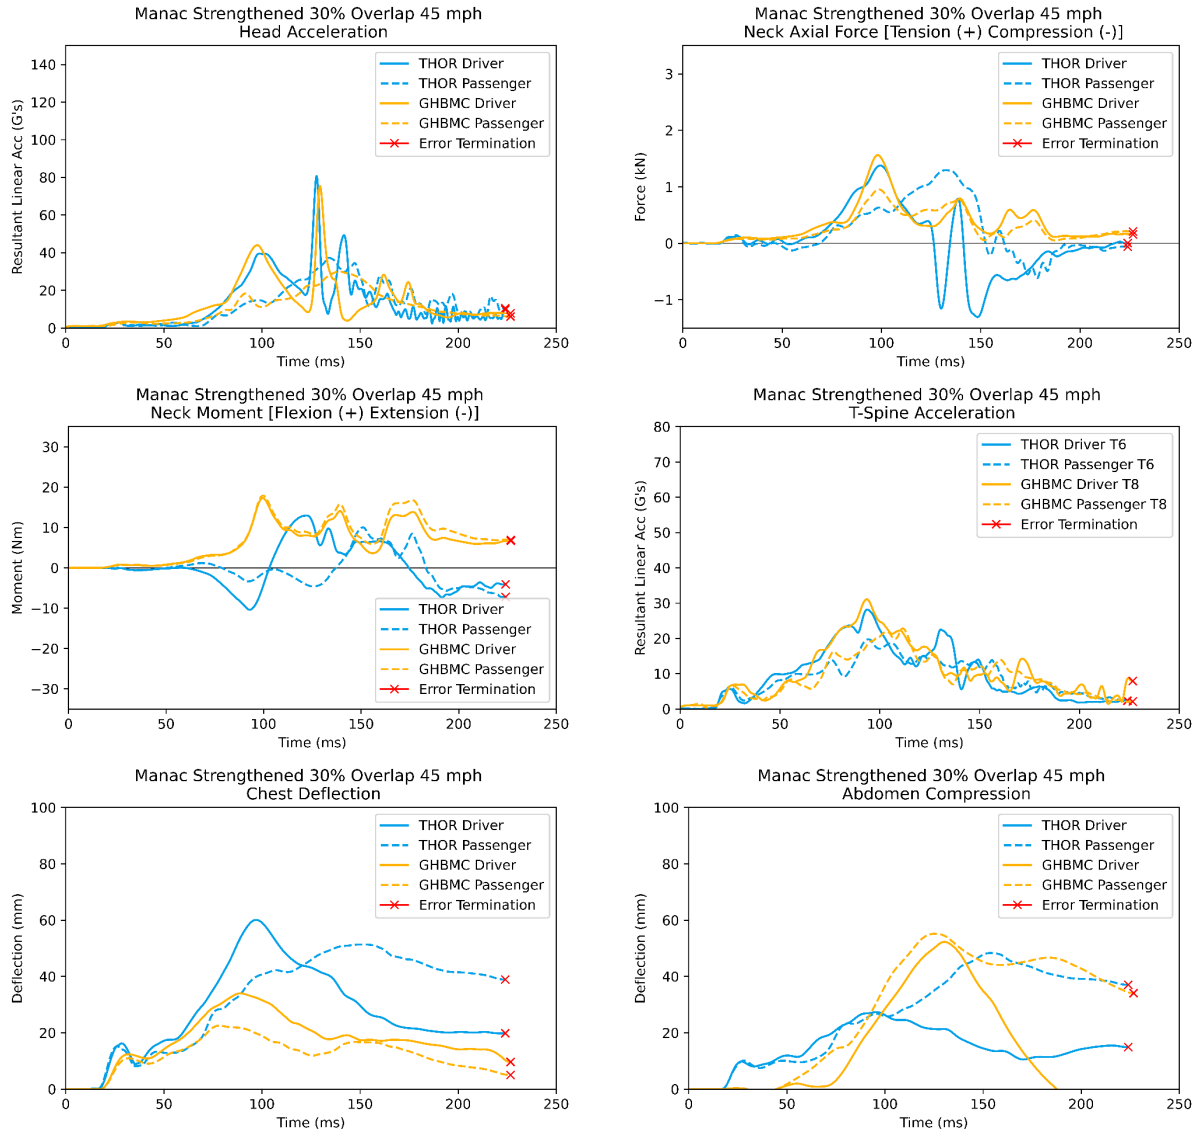 Manac Strengthened 30% Overlap 45 mph
Head Acceleration
Resultant Linear Acc (G's)
140
120
100
80
60
40
20
0
0 50 100 150 200 250
Time (ms)
THOR Driver
THOR Passenger
GHBMC Driver
GHBMC Passenger
Error Termination
Manac Strengthened 30% Overlap 45 mph
Neck Axial Force [Tension (+) Compression (-)]
Force (kN)
3
2
1
0
−1
0 50 100 150 200 250
Time (ms)
THOR Driver
THOR Passenger
GHBMC Driver
GHBMC Passenger
Error Termination
Manac Strengthened 30% Overlap 45 mph
Neck Moment [Flexion (+) Extension (-)]
Moment (Nm)
30
20
10
0
−10
−20
−30
0 50 100 150 200 250
Time (ms)
THOR Driver
THOR Passenger
GHBMC Driver
GHBMC Passenger
Error Termination
Manac Strengthened 30% Overlap 45 mph
T-Spine Acceleration
Resultant Linear Acc (G's)
80
70
60
50
40
30
20
10
0
0 50 100 150 200 250
Time (ms)
THOR Driver T6
THOR Passenger T6
GHBMC Driver T8
GHBMC Passenger T8
Error Termination
Manac Strengthened 30% Overlap 45 mph
Chest Deflection
Deflection (mm)
100
80
60
40
20
0
0 50 100 150 200 250
Time (ms)
THOR Driver
THOR Passenger
GHBMC Driver
GHBMC Passenger
Error Termination
Manac Strengthened 30% Overlap 45 mph
Abdomen Compression
Deflection (mm)
100
80
60
40
20
0
0 50 100 150 200 250
Time (ms)
THOR Driver
THOR Passenger
GHBMC Driver
GHBMC Passenger
Error Termination